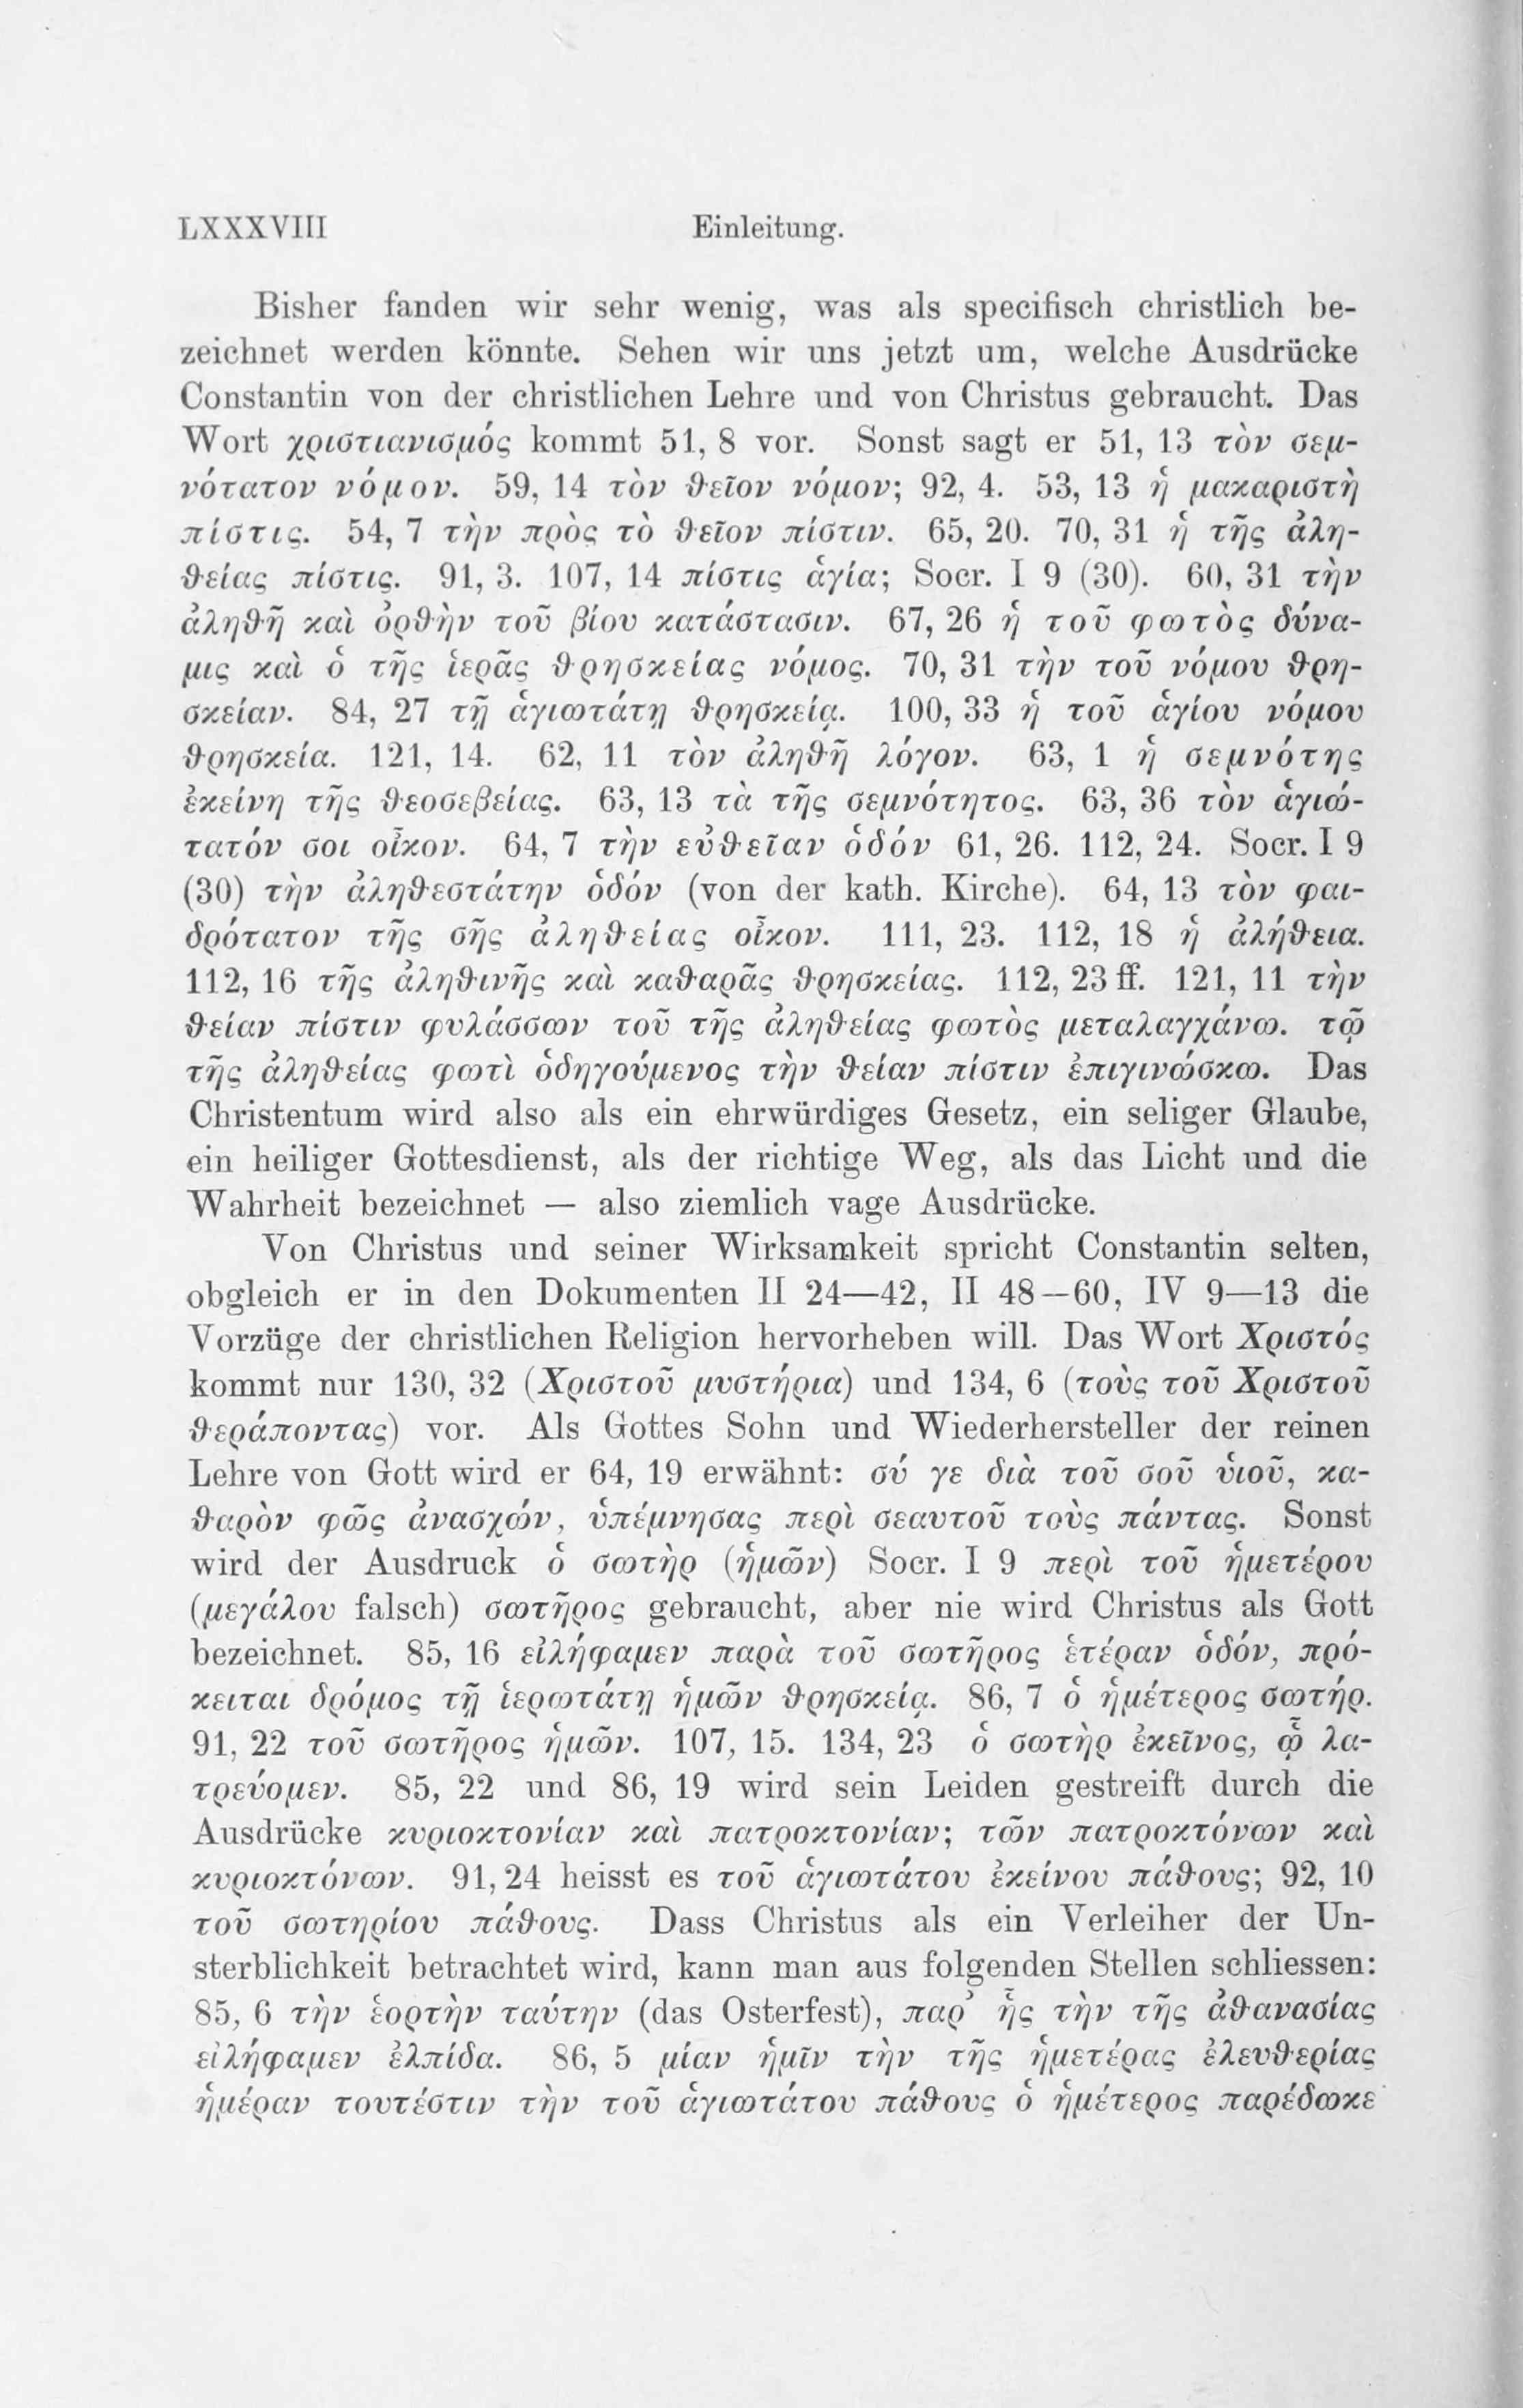 LXXXVIII Einleitung.
Bisher fanden wir sehr wenig, was als specifisch christlich be-
zeichnet werden könnte. Sehen wir uns jetzt um, welche Ausdrücke
Constantin von der christlichen Lehre und von Christus gebraucht. Das
Wort χριστιανισμός kommt 51, 8 vor. Sonst sagt er 51, 13 τὸν σεμ-
νότατον νόμον. 59, 14 τὸν θεῖον νόμον; 92, 4. 53, 13 ἡ μακαριστὴ
πίστις. 54, 7 τὴν πρὸς τὸ θεῖον πίστιν. 65, 20. 70, 31 ἡ τῆς ἀλη-
θείας πίστις. 91, 3. 107, 14 πίστις ἁγία; Socr. I 9 (30). 60, 31 τὴν
ἀληθῆ καὶ ὀρθὴν τοῦ βίου κατάστασιν. 67, 26 ἡ τοῦ φωτὸς δύνα-
μις καὶ ὁ τῆς ἱερᾶς θρησκείας νόμος. 70, 31 τὴν τοῦ νόμου θρη-
σκείαν. 84, 27 τῇ ἁγιωτάτῃ θρησκείᾳ. 100, 33 ἡ τοῦ ἁγίου νόμου
θρησκεία. 121, 14. 62, 11 τὸν ἀληθῆ λόγον. 63, 1 ἡ σεμνότης
ἐκείνη τῆς θεοσεβείας. 63, 13 τὰ τῆς σεμνότητος. 63, 36 τὸν ἁγιώ-
τατόν σοι οἶκον. 64, 7 τὴν εὐθεῖαν ὁδόν 61, 26. 112, 24. Socr. I 9
(30) τὴν ἀληθεστάτην ὁδόν (von der kath. Kirche). 64, 13 τὸν φαι-
δρότατον τῆς σῆς ἀληθείας οἶκον. 111, 23. 112, 18 ἡ ἀλήθεια.
112, 16 τῆς ἀληθινῆς καὶ καθαρᾶς θρησκείας. 112, 23 ff. 121, 11 τὴν
θείαν πίστιν φυλάσσων τοῦ τῆς ἀληθείας φωτὸς μεταλαγχάνω. τῷ
τῆς ἀληθείας φωτὶ ὁδηγούμενος τὴν θείαν πίστιν ἐπιγινώσκω. Das
Christentum wird also als ein ehrwürdiges Gesetz, ein seliger Glaube,
ein heiliger Gottesdienst, als der richtige Weg, als das Licht und die
Wahrheit bezeichnet — also ziemlich vage Ausdrücke.
Von Christus und seiner Wirksamkeit spricht Constantin selten,
obgleich er in den Dokumenten II 24—42, II 48—60, IV 9—13 die
Vorzüge der christlichen Religion hervorheben will. Das Wort Χριστός
kommt nur 130, 32 (Χριστοῦ μυστήρια) und 134, 6 (τοὺς τοῦ Χριστοῦ
θεράποντας) vor. Als Gottes Sohn und Wiederhersteller der reinen
Lehre von Gott wird er 64, 19 erwähnt: σύ γε διὰ τοῦ σοῦ υἱοῦ, κα-
θαρὸν φῶς ἀνασχών, ὑπέμνησας περὶ σεαυτοῦ τοὺς πάντας. Sonst
wird der Ausdruck ὁ σωτὴρ (ἡμῶν) Socr. I 9 περὶ τοῦ ἡμετέρου
(μεγάλου falsch) σωτῆρος gebraucht, aber nie wird Christus als Gott
bezeichnet. 85, 16 εἰλήφαμεν παρὰ τοῦ σωτῆρος ἑτέραν ὁδόν, πρό-
κειται δρόμος τῇ ἱερωτάτῃ ἡμῶν θρησκείᾳ. 86, 7 ὁ ἡμέτερος σωτήρ.
91, 22 τοῦ σωτῆρος ἡμῶν. 107, 15. 134, 23 ὁ σωτὴρ ἐκεῖνος, ᾧ λα-
τρεύομεν. 85, 22 und 86, 19 wird sein Leiden gestreift durch die
Ausdrücke κυριοκτονίαν καὶ πατροκτονίαν; τῶν πατροκτόνων καὶ
κυριοκτόνων. 91, 24 heisst es τοῦ ἁγιωτάτου ἐκείνου πάθους; 92, 10
τοῦ σωτηρίου πάθους. Dass Christus als ein Verleiher der Un-
sterblichkeit betrachtet wird, kann man aus folgenden Stellen schliessen:
85, 6 τὴν ἑορτὴν ταύτην (das Osterfest), παρ’ ἧς τὴν τῆς ἀθανασίας
εἰλήφαμεν ἐλπίδα. 86, 5 μίαν ἡμῖν τὴν τῆς ἡμετέρας ἐλευθερίας
ἡμέραν τουτέστιν τὴν τοῦ ἁγιωτάτου πάθους ὁ ἡμέτερος παρέδωκε